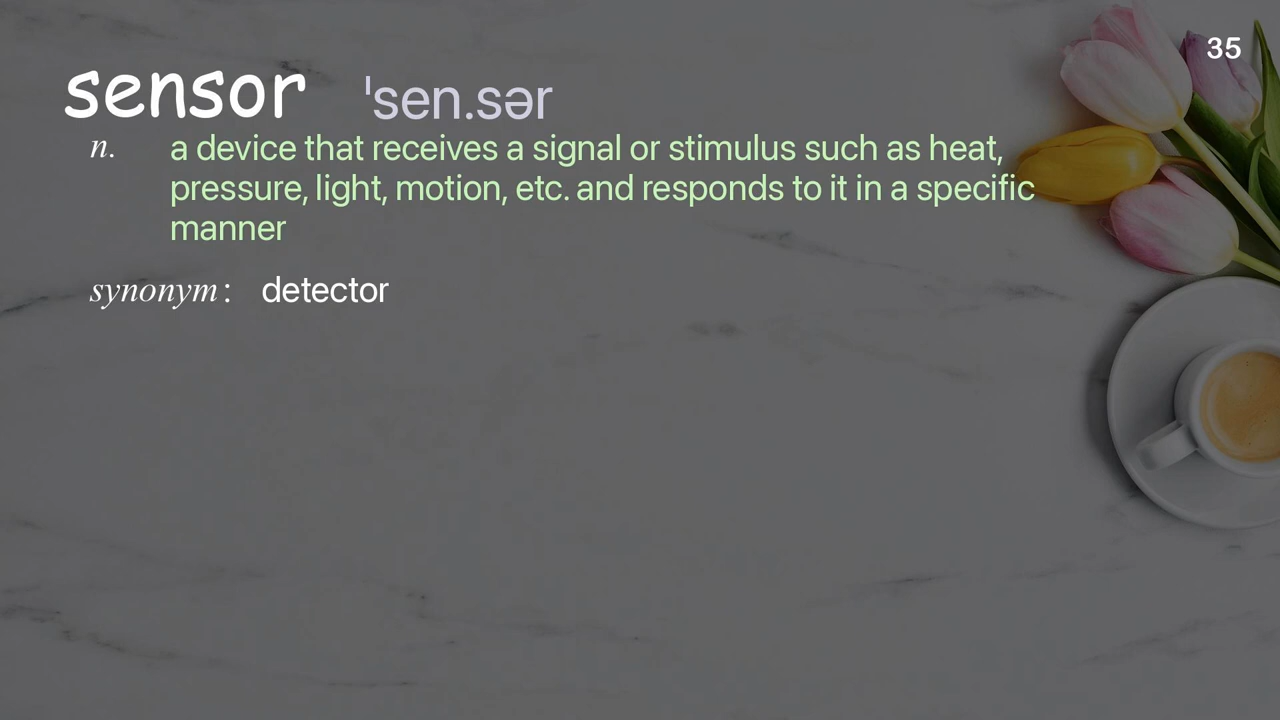 35
sensor ˈsen.sər
n. a device that receives a signal or stimulus such as heat,
pressure, light, motion, etc. and responds to it in a specific
manner
synonym: detector